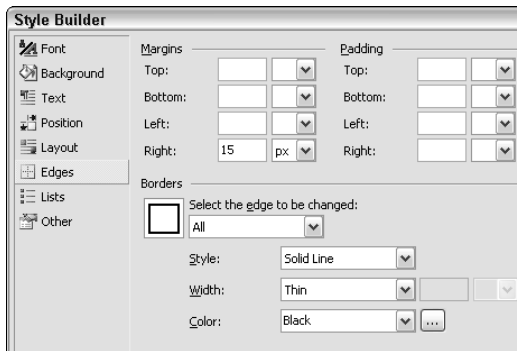 Style Builder
Font
Background
Text
Position
Layout
Edges
Lists
Other
Margins
Top:
Bottom:
Left:
Right: 15 px
Padding
Top:
Bottom:
Left:
Right:
Borders
Select the edge to be changed:
All
Style: Solid Line
Width: Thin
Color: Black ...